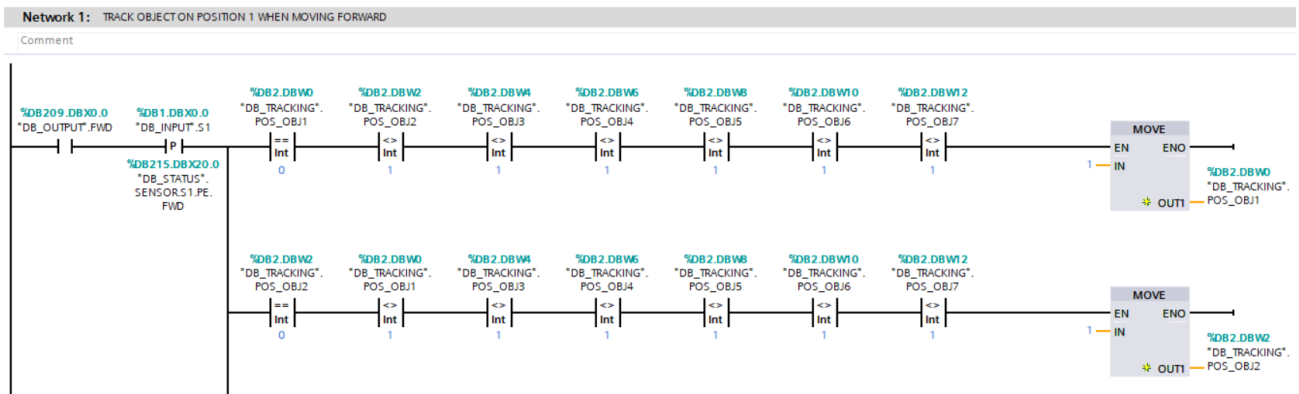 Network 1: TRACK OBJECT ON POSITION 1 WHEN MOVING FORWARD
Comment
%DB209.DBX0.0
"DB_OUTPUT".FWD
%DB1.DBX0.0
"DB_INPUT".S1
P
%DB215.DBX20.0
"DB_STATUS".
SENSOR.S1.PE.
FWD
%DB2.DBW0
"DB_TRACKING".
POS_OBJ1
==
Int
0
%DB2.DBW2
"DB_TRACKING".
POS_OBJ2
<>
Int
1
%DB2.DBW4
"DB_TRACKING".
POS_OBJ3
<>
Int
1
%DB2.DBW6
"DB_TRACKING".
POS_OBJ4
<>
Int
1
%DB2.DBW8
"DB_TRACKING".
POS_OBJ5
<>
Int
1
%DB2.DBW10
"DB_TRACKING".
POS_OBJ6
<>
Int
1
%DB2.DBW12
"DB_TRACKING".
POS_OBJ7
<>
Int
1
MOVE
EN ENO
1 IN
OUT1
%DB2.DBW0
"DB_TRACKING".
POS_OBJ1
%DB2.DBW2
"DB_TRACKING".
POS_OBJ2
==
Int
0
%DB2.DBW0
"DB_TRACKING".
POS_OBJ1
<>
Int
1
%DB2.DBW4
"DB_TRACKING".
POS_OBJ3
<>
Int
1
%DB2.DBW6
"DB_TRACKING".
POS_OBJ4
<>
Int
1
%DB2.DBW8
"DB_TRACKING".
POS_OBJ5
<>
Int
1
%DB2.DBW10
"DB_TRACKING".
POS_OBJ6
<>
Int
1
%DB2.DBW12
"DB_TRACKING".
POS_OBJ7
<>
Int
1
MOVE
EN ENO
1 IN
OUT1
%DB2.DBW2
"DB_TRACKING".
POS_OBJ2